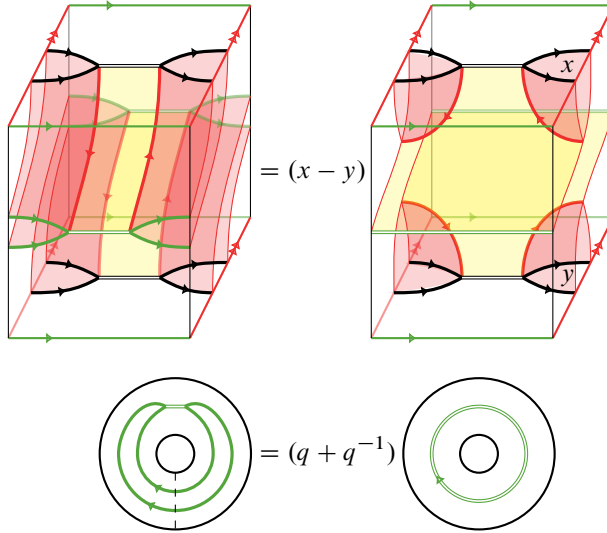 x
= (x − y)
y
= (q + q⁻¹)